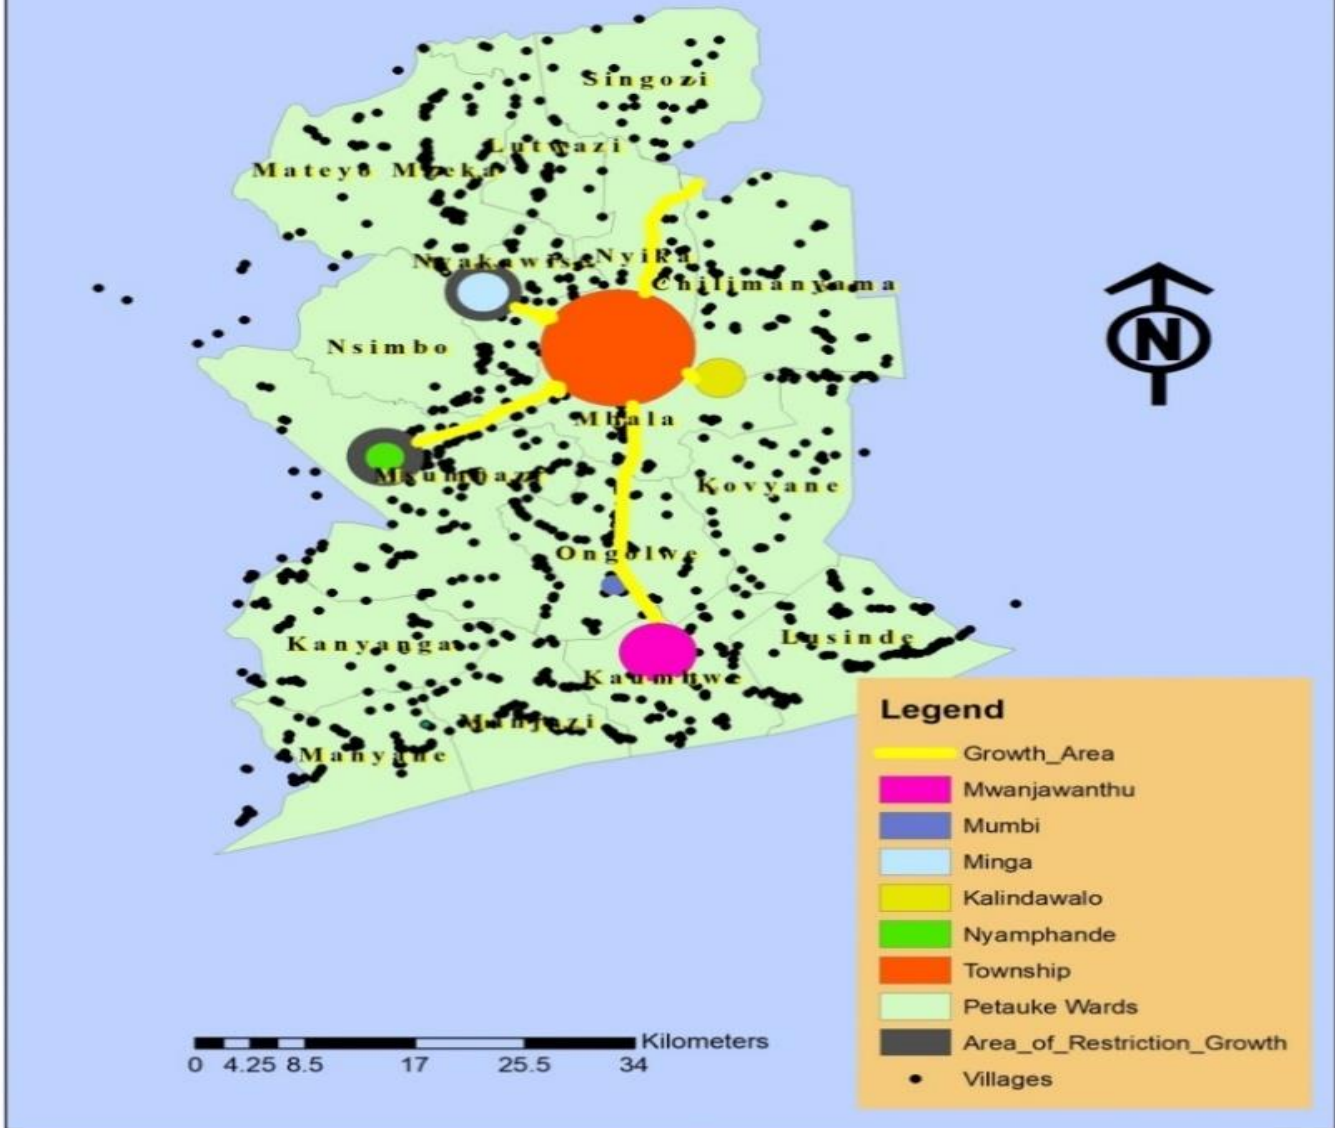 Singozi
Lutwazi
Mateyo Mzeka
Nyakawise
Nyika
Chilimanyama
N
Nsimbo
Mbala
Kovyane
Ongolwe
Kanyanga
Lusinde
Kaumbwe
Manjazi
Manyane
Legend
Growth_Area
Mwanjawanthu
Mumbi
Minga
Kalindawalo
Nyamphande
Township
Petauke Wards
Area_of_Restriction_Growth
Villages
Kilometers
0 4.25 8.5 17 25.5 34